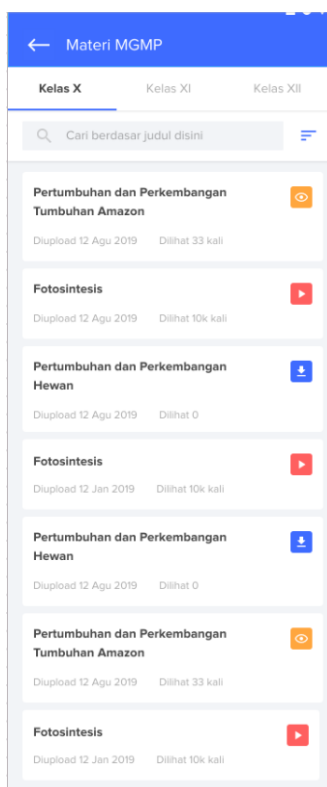 Materi MGMP
Kelas X Kelas XI Kelas XII
Cari berdasar judul disini
Pertumbuhan dan Perkembangan
Tumbuhan Amazon
Diupload 12 Agu 2019 Dilihat 33 kali
Fotosintesis
Diupload 12 Agu 2019 Dilihat 10k kali
Pertumbuhan dan Perkembangan
Hewan
Diupload 12 Agu 2019 Dilihat 0
Fotosintesis
Diupload 12 Jan 2019 Dilihat 10k kali
Pertumbuhan dan Perkembangan
Hewan
Diupload 12 Agu 2019 Dilihat 0
Pertumbuhan dan Perkembangan
Tumbuhan Amazon
Diupload 12 Agu 2019 Dilihat 33 kali
Fotosintesis
Diupload 12 Jan 2019 Dilihat 10k kali